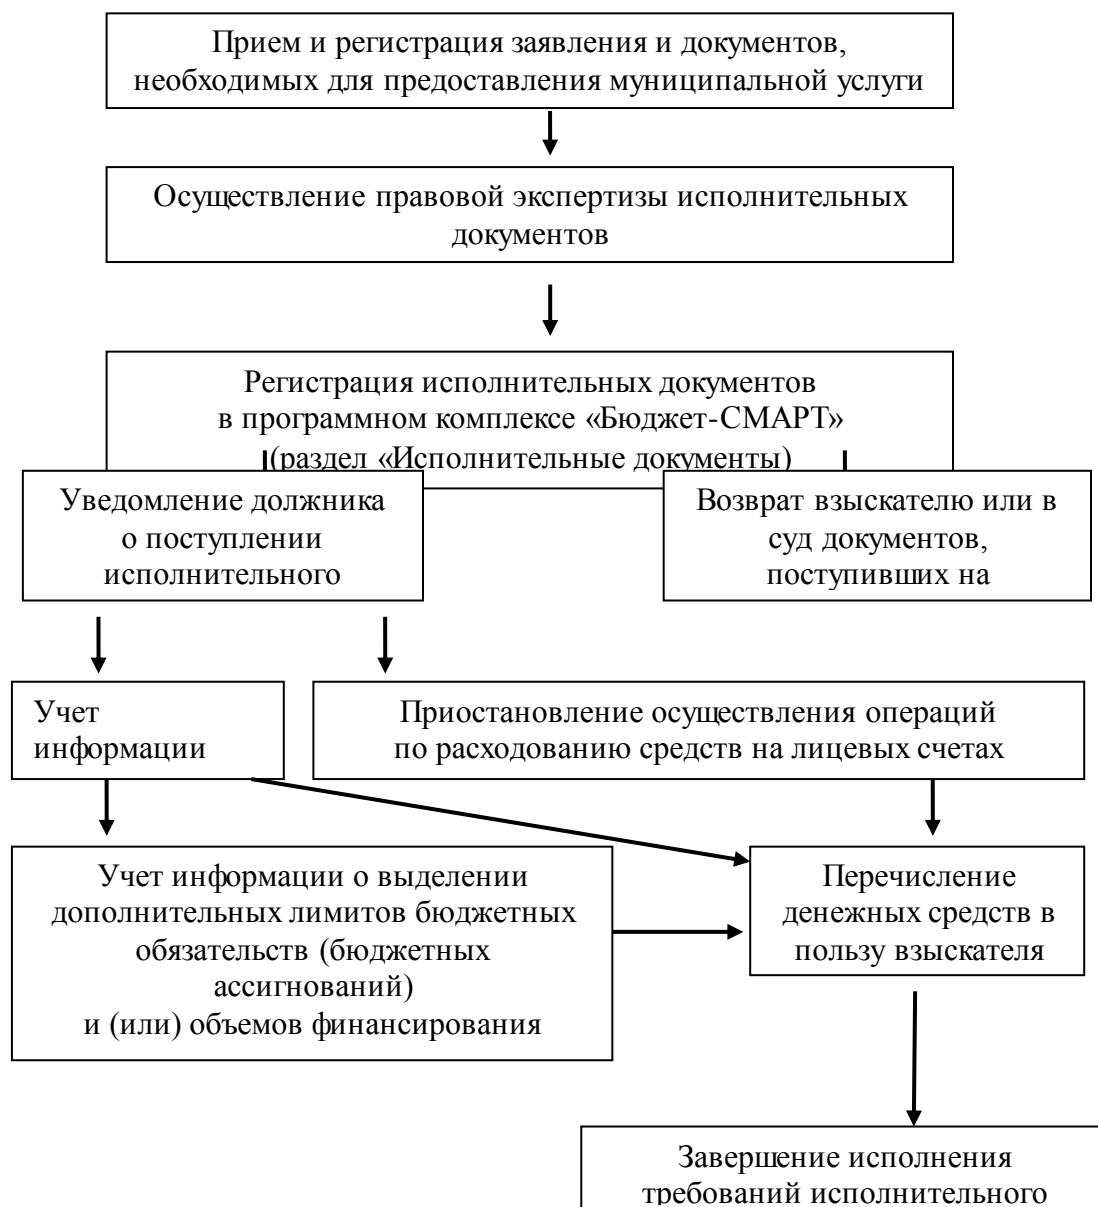 Прием и регистрация заявления и документов,
необходимых для предоставления муниципальной услуги
Осуществление правовой экспертизы исполнительных
документов
Регистрация исполнительных документов
в программном комплексе «Бюджет-СМАРТ»
(раздел «Исполнительные документы)
Уведомление должника
о поступлении
исполнительного
Возврат взыскателю или в
суд документов,
поступивших на
Учет
информации
Приостановление осуществления операций
по расходованию средств на лицевых счетах
Учет информации о выделении
дополнительных лимитов бюджетных
обязательств (бюджетных
ассигнований)
и (или) объемов финансирования
Перечисление
денежных средств в
пользу взыскателя
Завершение исполнения
требований исполнительного